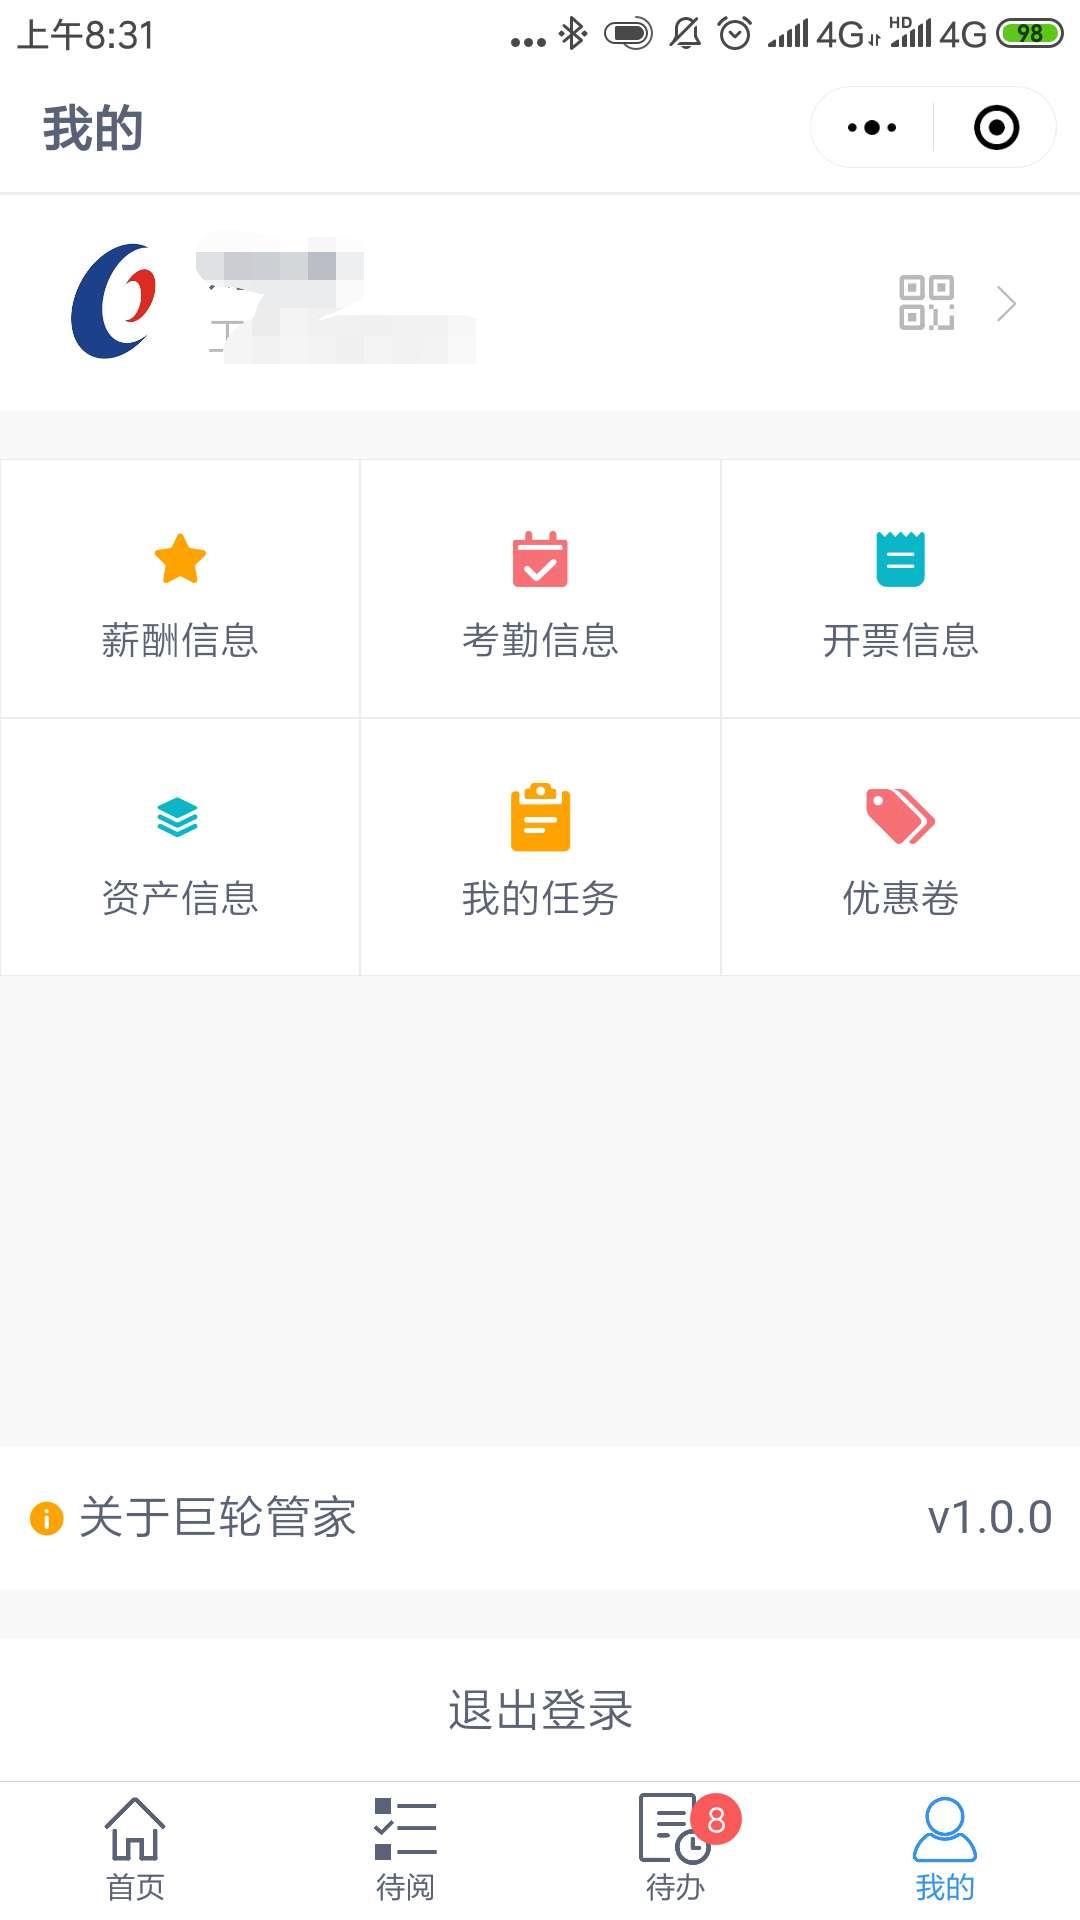 上午8:31
4G HD 4G 98
我的
工
薪酬信息 考勤信息 开票信息
资产信息 我的任务 优惠卷
关于巨轮管家 v1.0.0
退出登录
8
首页 待阅 待办 我的